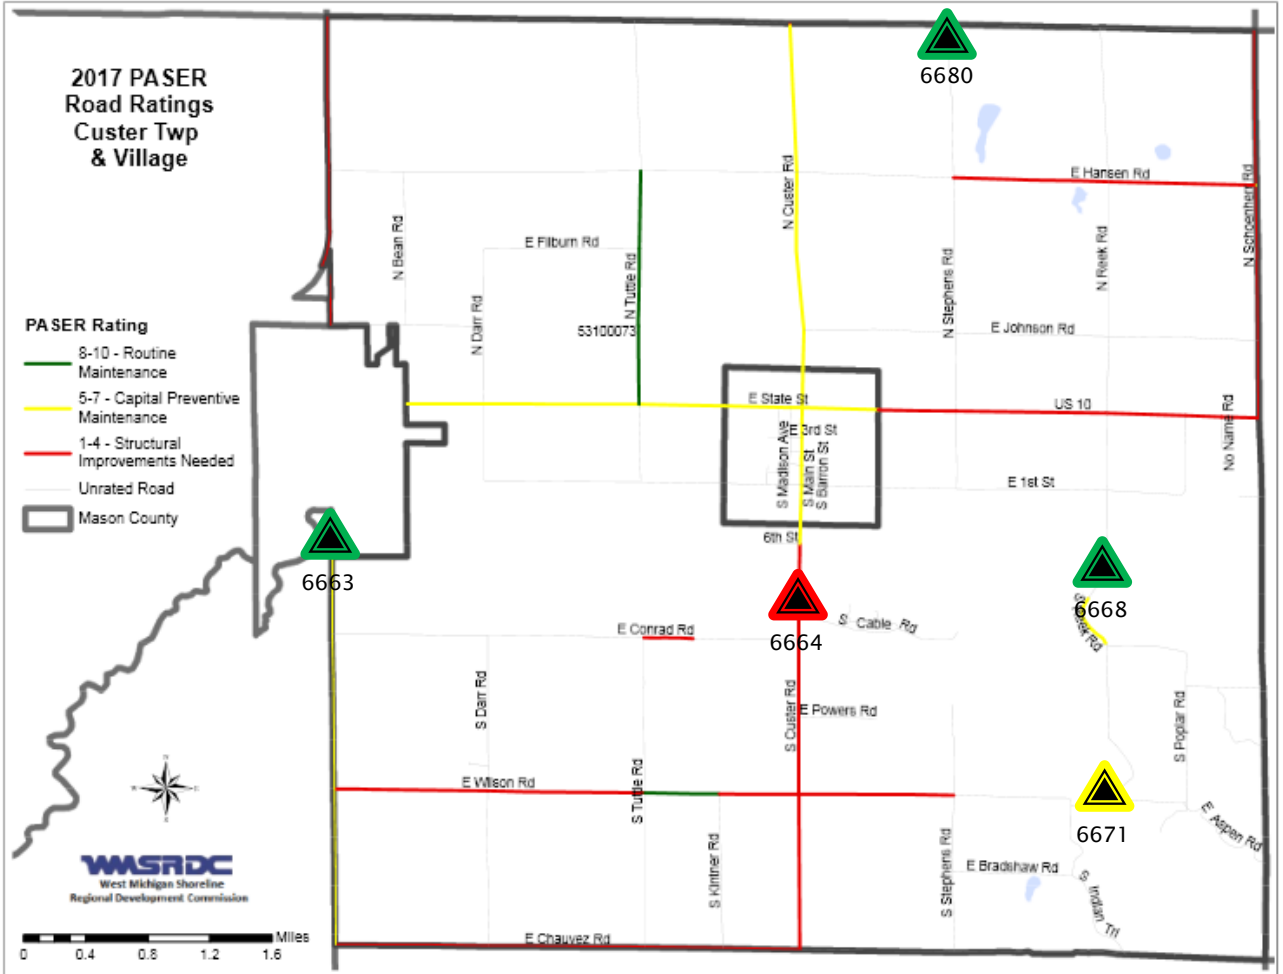 2017 PASER
Road Ratings
Custer Twp
& Village
6680
E Hansen Rd
N Custer Rd
N Schoenherr Rd
N Bean Rd
E Filburn Rd
N Tuttle Rd
N Stephens Rd
N Reek Rd
N Darr Rd
53100073
E Johnson Rd
PASER Rating
8-10 - Routine
Maintenance
5-7 - Capital Preventive
Maintenance
1-4 - Structural
Improvements Needed
Unrated Road
Mason County
E State St
US 10
No Name Rd
E 3rd St
S Madison Ave
S Main St
S Barron St
E 1st St
6th St
6663
6664
6668
E Conrad Rd
S Cable Rd
Rd
S Darr Rd
S Custer Rd
E Powers Rd
S Poplar Rd
E Wilson Rd
S Tuttle Rd
6671
E Aspen Rd
S Kintner Rd
S Stephens Rd
E Bradshaw Rd
S Indian Trl
E Chauvez Rd
WMSRDC
West Michigan Shoreline
Regional Development Commission
Miles
0 0.4 0.8 1.2 1.6